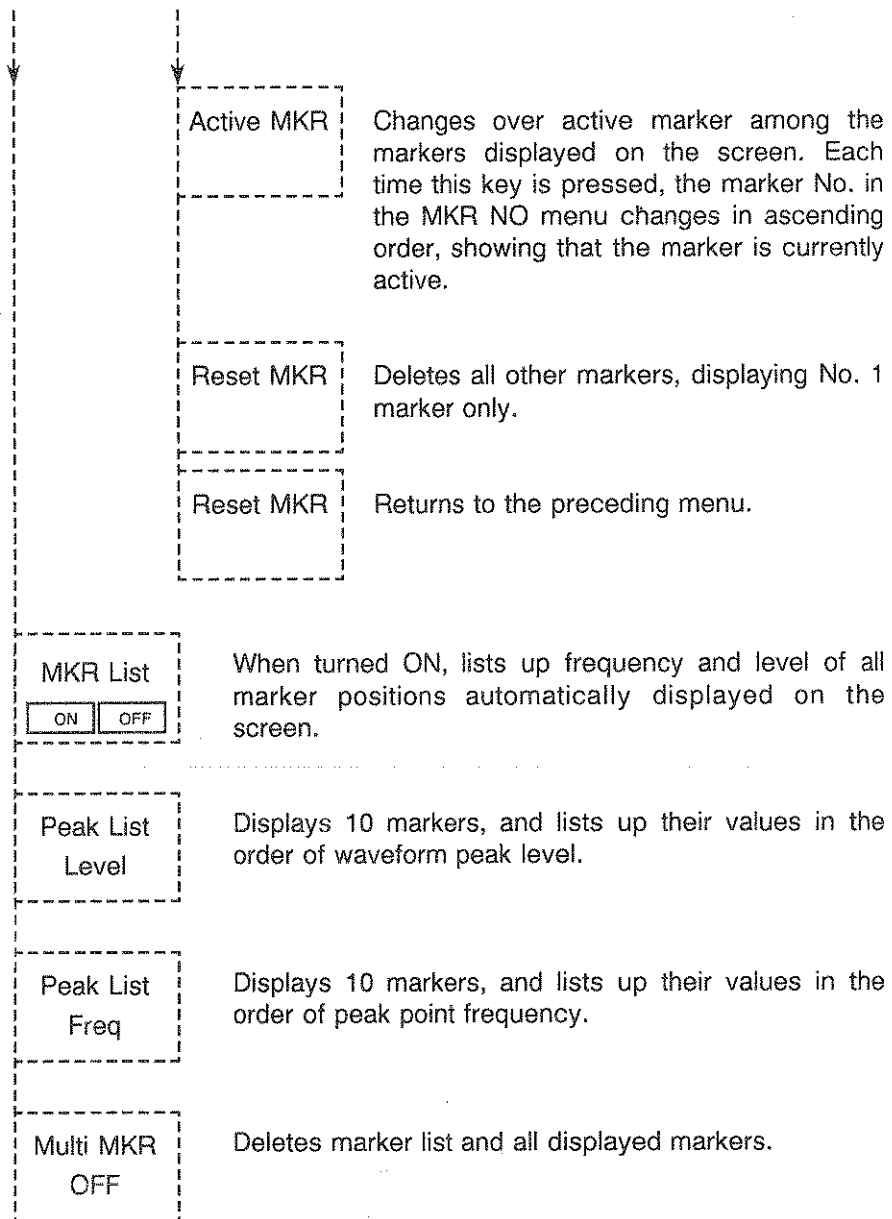 Active MKR
Changes over active marker among the
markers displayed on the screen. Each
time this key is pressed, the marker No. in
the MKR NO menu changes in ascending
order, showing that the marker is currently
active.
Reset MKR
Deletes all other markers, displaying No. 1
marker only.
Reset MKR
Returns to the preceding menu.
MKR List
ON OFF
When turned ON, lists up frequency and level of all
marker positions automatically displayed on the
screen.
Peak List
Level
Displays 10 markers, and lists up their values in the
order of waveform peak level.
Peak List
Freq
Displays 10 markers, and lists up their values in the
order of peak point frequency.
Multi MKR
OFF
Deletes marker list and all displayed markers.